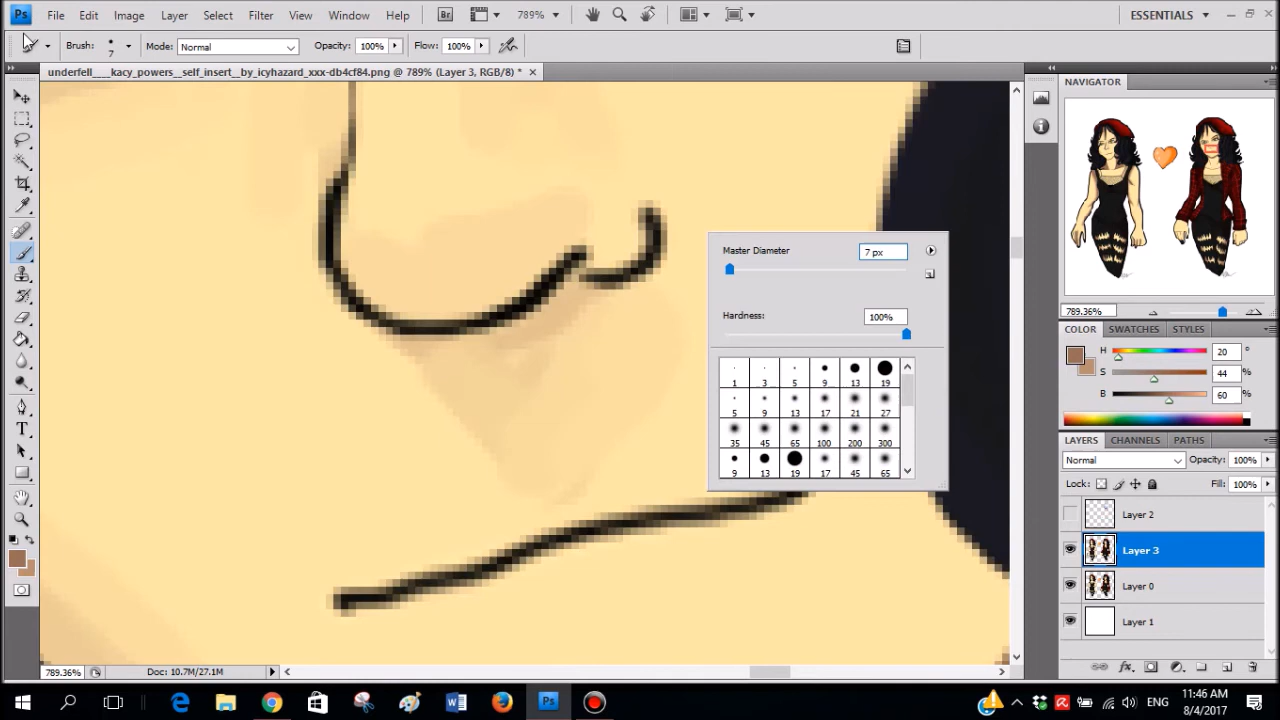 Ps File Edit Image Layer Select Filter View Window Help Br 789% ESSENTIALS
Brush: 7 Mode: Normal Opacity: 100% Flow: 100%
underfell____kacy_powers__self_insert__by_icyhazard_xxx-db4cf84.png @ 789% (Layer 3, RGB/8) * ×
NAVIGATOR
789.36%
COLOR SWATCHES STYLES
H 20 °
S 44 %
B 60 %
LAYERS CHANNELS PATHS
Normal Opacity: 100%
Lock: Fill: 100%
Layer 2
Layer 3
Layer 0
Layer 1
Master Diameter 7 px
Hardness: 100%
1 3 5 9 13 19
5 9 13 17 21 27
35 45 65 100 200 300
9 13 19 17 45 65
T
789.36% Doc: 10.7M/27.1M
W Ps ENG 11:46 AM
8/4/2017